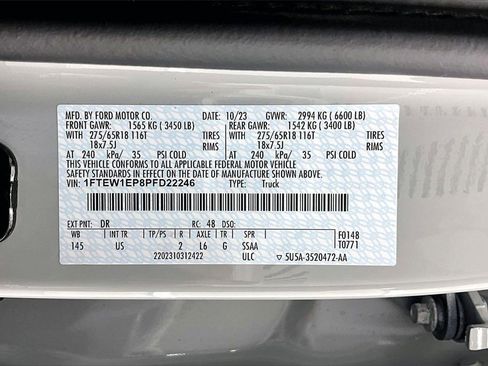 MFD. BY FORD MOTOR CO. 10/23 GVWR: 2994 KG ( 6600 LB)
FRONT GAWR: 1565 KG ( 3450 LB) REAR GAWR: 1542 KG ( 3400 LB)
WITH 275/65R18 116T TIRES WITH 275/65R18 116T TIRES
18x7.5J RIMS 18x7.5J RIMS
AT 240 kPa/ 35 PSI COLD AT 240 kPa/ 35 PSI COLD
THIS VEHICLE CONFORMS TO ALL APPLICABLE FEDERAL MOTOR VEHICLE
SAFETY, BUMPER, AND THEFT PREVENTION STANDARDS IN EFFECT ON THE DATE OF MANUFACTURE SHOWN ABOVE.
VIN: 1FTEW1EP8PFD22246 TYPE: Truck
EXT PNT: DR RC: 48 DSO:
WB INT TR TP/PS R AXLE TR SPR F0148
145 US 2 L6 G SSAA T0771
2202310312422 ULC 5U5A-3520472-AA